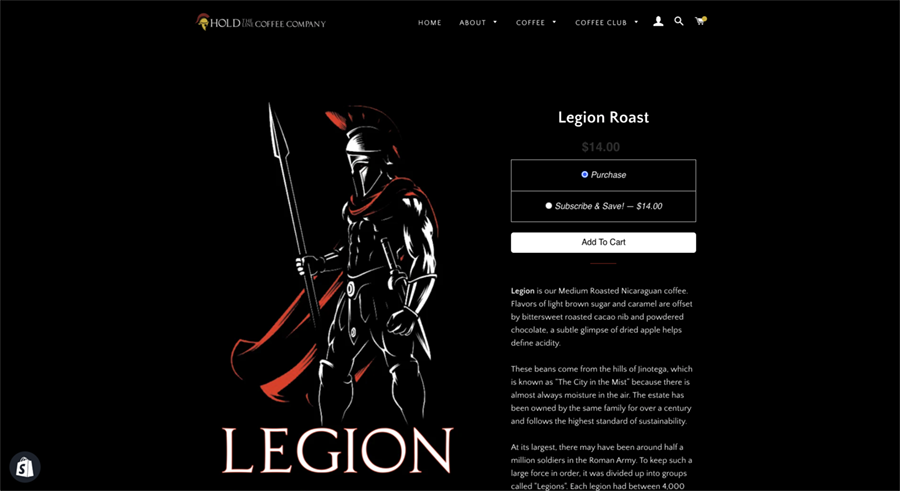 HOLD THE LINE COFFEE COMPANY
HOME
ABOUT
COFFEE
COFFEE CLUB
Legion Roast
$14.00
Purchase
Subscribe & Save! — $14.00
Add To Cart
Legion is our Medium Roasted Nicaraguan coffee.
Flavors of light brown sugar and caramel are offset
by bittersweet roasted cacao nib and powdered
chocolate, a subtle glimpse of dried apple helps
define acidity.
These beans come from the hills of Jinotega, which
is known as "The City in the Mist" because there is
almost always moisture in the air. The estate has
been owned by the same family for over a century
and follows the highest standard of sustainability.
At its largest, there may have been around half a
million soldiers in the Roman Army. To keep such a
large force in order, it was divided up into groups
called "Legions". Each legion had between 4,000
LEGION